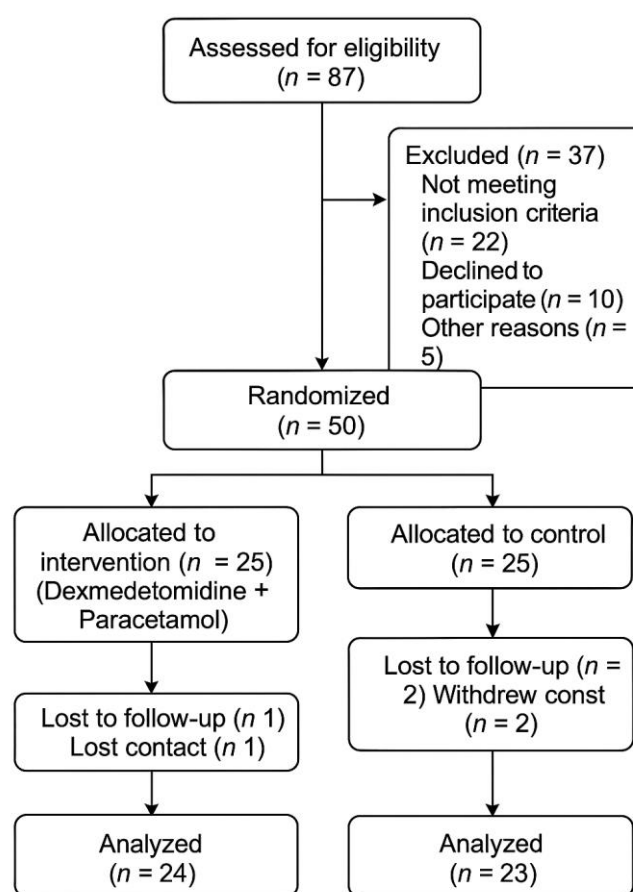 Assessed for eligibility
(n = 87)
Excluded (n = 37)
Not meeting
inclusion criteria
(n = 22)
Declined to
participate (n = 10)
Other reasons (n =
5)
Randomized
(n = 50)
Allocated to
intervention (n = 25)
(Dexmedetomidine +
Paracetamol)
Allocated to control
(n = 25)
Lost to follow-up (n 1)
Lost contact (n 1)
Lost to follow-up (n =
2) Withdrew const
(n = 2)
Analyzed
(n = 24)
Analyzed
(n = 23)